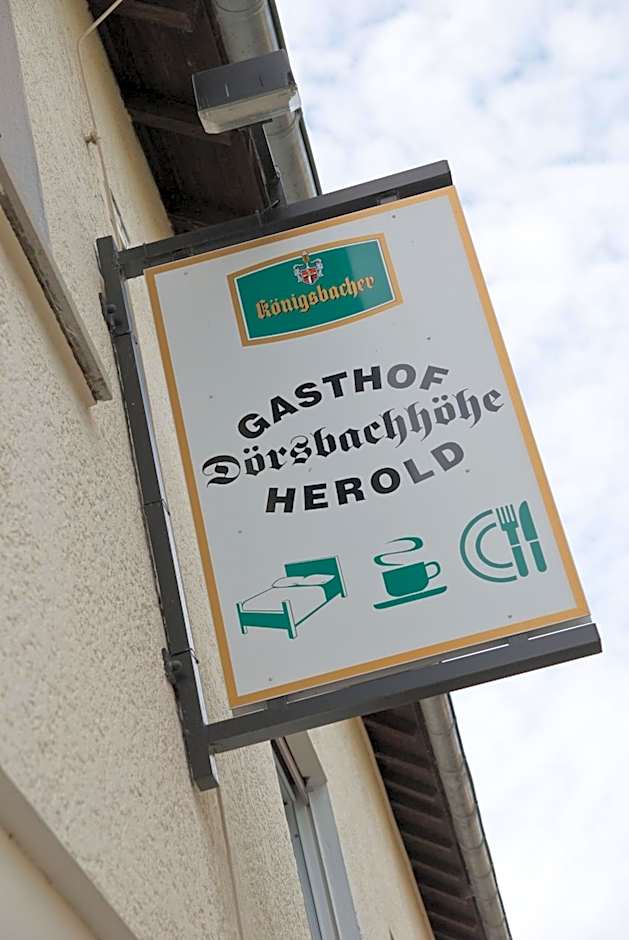 Königsbacher
GASTHOF
Dörsbachhöhe
HEROLD